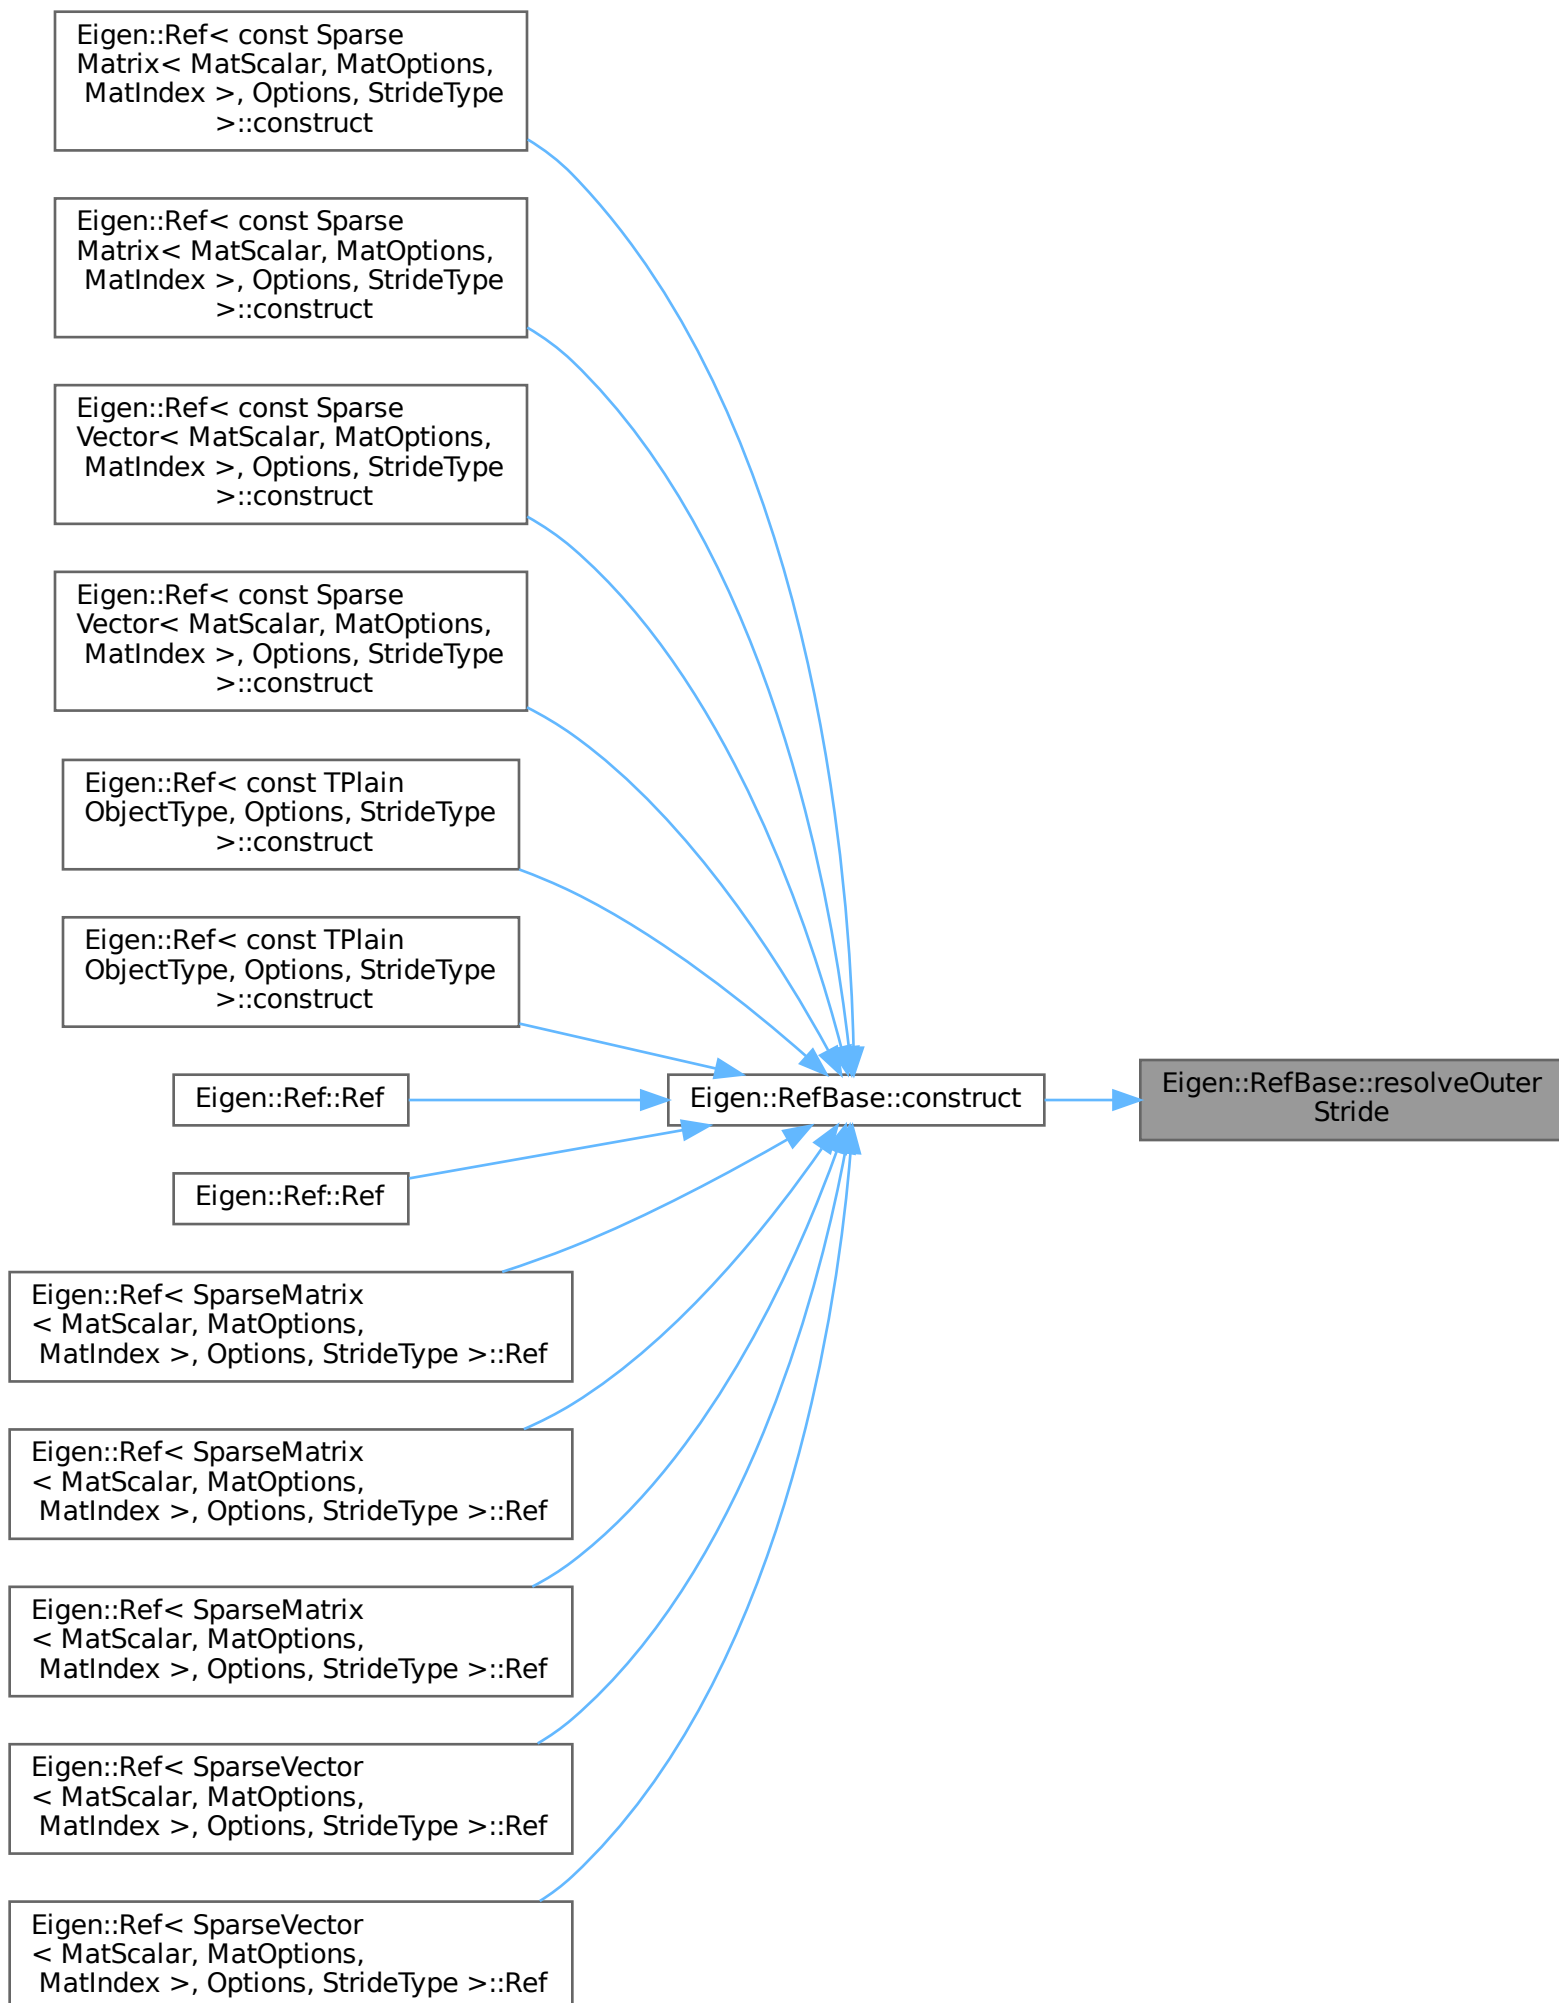 Eigen::Ref< const Sparse
Matrix< MatScalar, MatOptions,
MatIndex >, Options, StrideType
>::construct
Eigen::Ref< const Sparse
Matrix< MatScalar, MatOptions,
MatIndex >, Options, StrideType
>::construct
Eigen::Ref< const Sparse
Vector< MatScalar, MatOptions,
MatIndex >, Options, StrideType
>::construct
Eigen::Ref< const Sparse
Vector< MatScalar, MatOptions,
MatIndex >, Options, StrideType
>::construct
Eigen::Ref< const TPlain
ObjectType, Options, StrideType
>::construct
Eigen::Ref< const TPlain
ObjectType, Options, StrideType
>::construct
Eigen::Ref::Ref
Eigen::Ref::Ref
Eigen::Ref< SparseMatrix
< MatScalar, MatOptions,
MatIndex >, Options, StrideType >::Ref
Eigen::Ref< SparseMatrix
< MatScalar, MatOptions,
MatIndex >, Options, StrideType >::Ref
Eigen::Ref< SparseMatrix
< MatScalar, MatOptions,
MatIndex >, Options, StrideType >::Ref
Eigen::Ref< SparseVector
< MatScalar, MatOptions,
MatIndex >, Options, StrideType >::Ref
Eigen::Ref< SparseVector
< MatScalar, MatOptions,
MatIndex >, Options, StrideType >::Ref
Eigen::RefBase::construct
Eigen::RefBase::resolveOuter
Stride